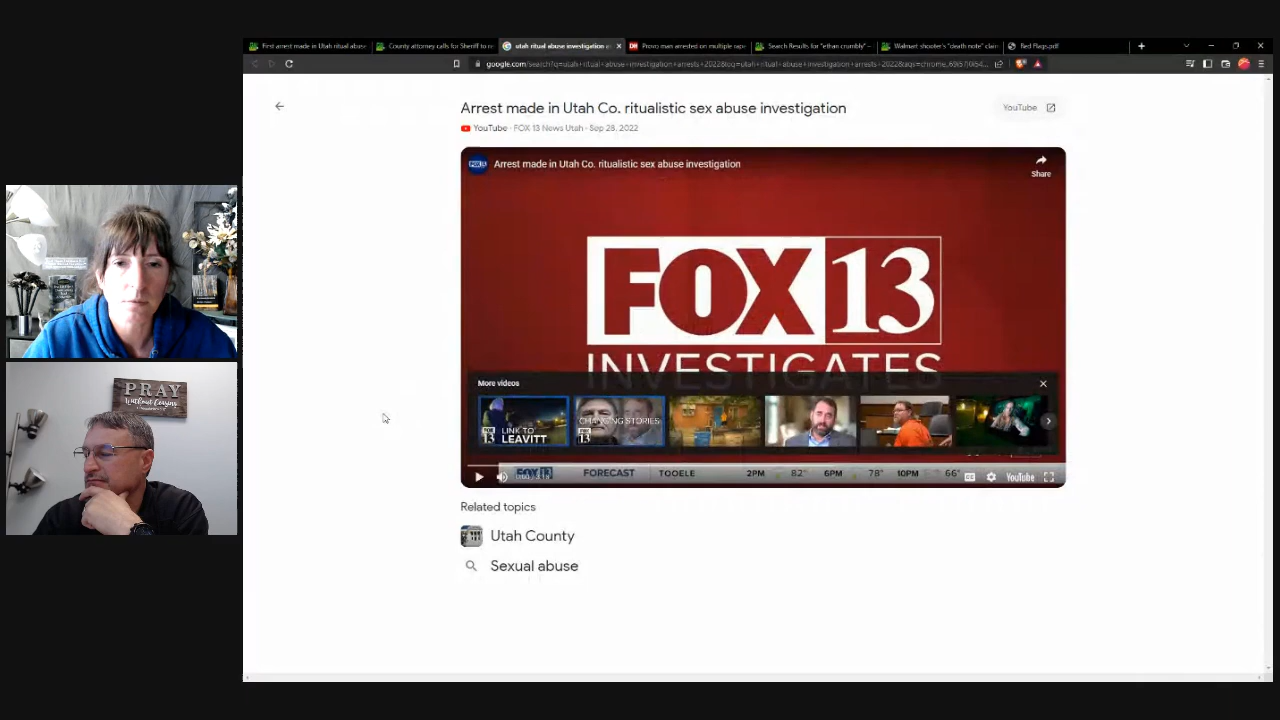 First arrest made in Utah ritual abuse
County attorney calls for Sheriff to re
utah ritual abuse investigation a
Provo man arrested on multiple rape
Search Results for "ethan crumbly" –
Walmart shooter's "death note" clai
Red Flags.pdf
Arrest made in Utah Co. ritualistic sex abuse investigation
YouTube
YouTube · FOX 13 News Utah · Sep 28, 2022
Arrest made in Utah Co. ritualistic sex abuse investigation
Share
FOX 13
INVESTIGATES
More videos
LINK TO
LEAVITT
CHANGING STORIES
FOX 13
FORECAST
TOOELE
2PM
82°
6PM
78°
10PM
66°
YouTube
Related topics
Utah County
Sexual abuse
PRAY
Without Ceasing